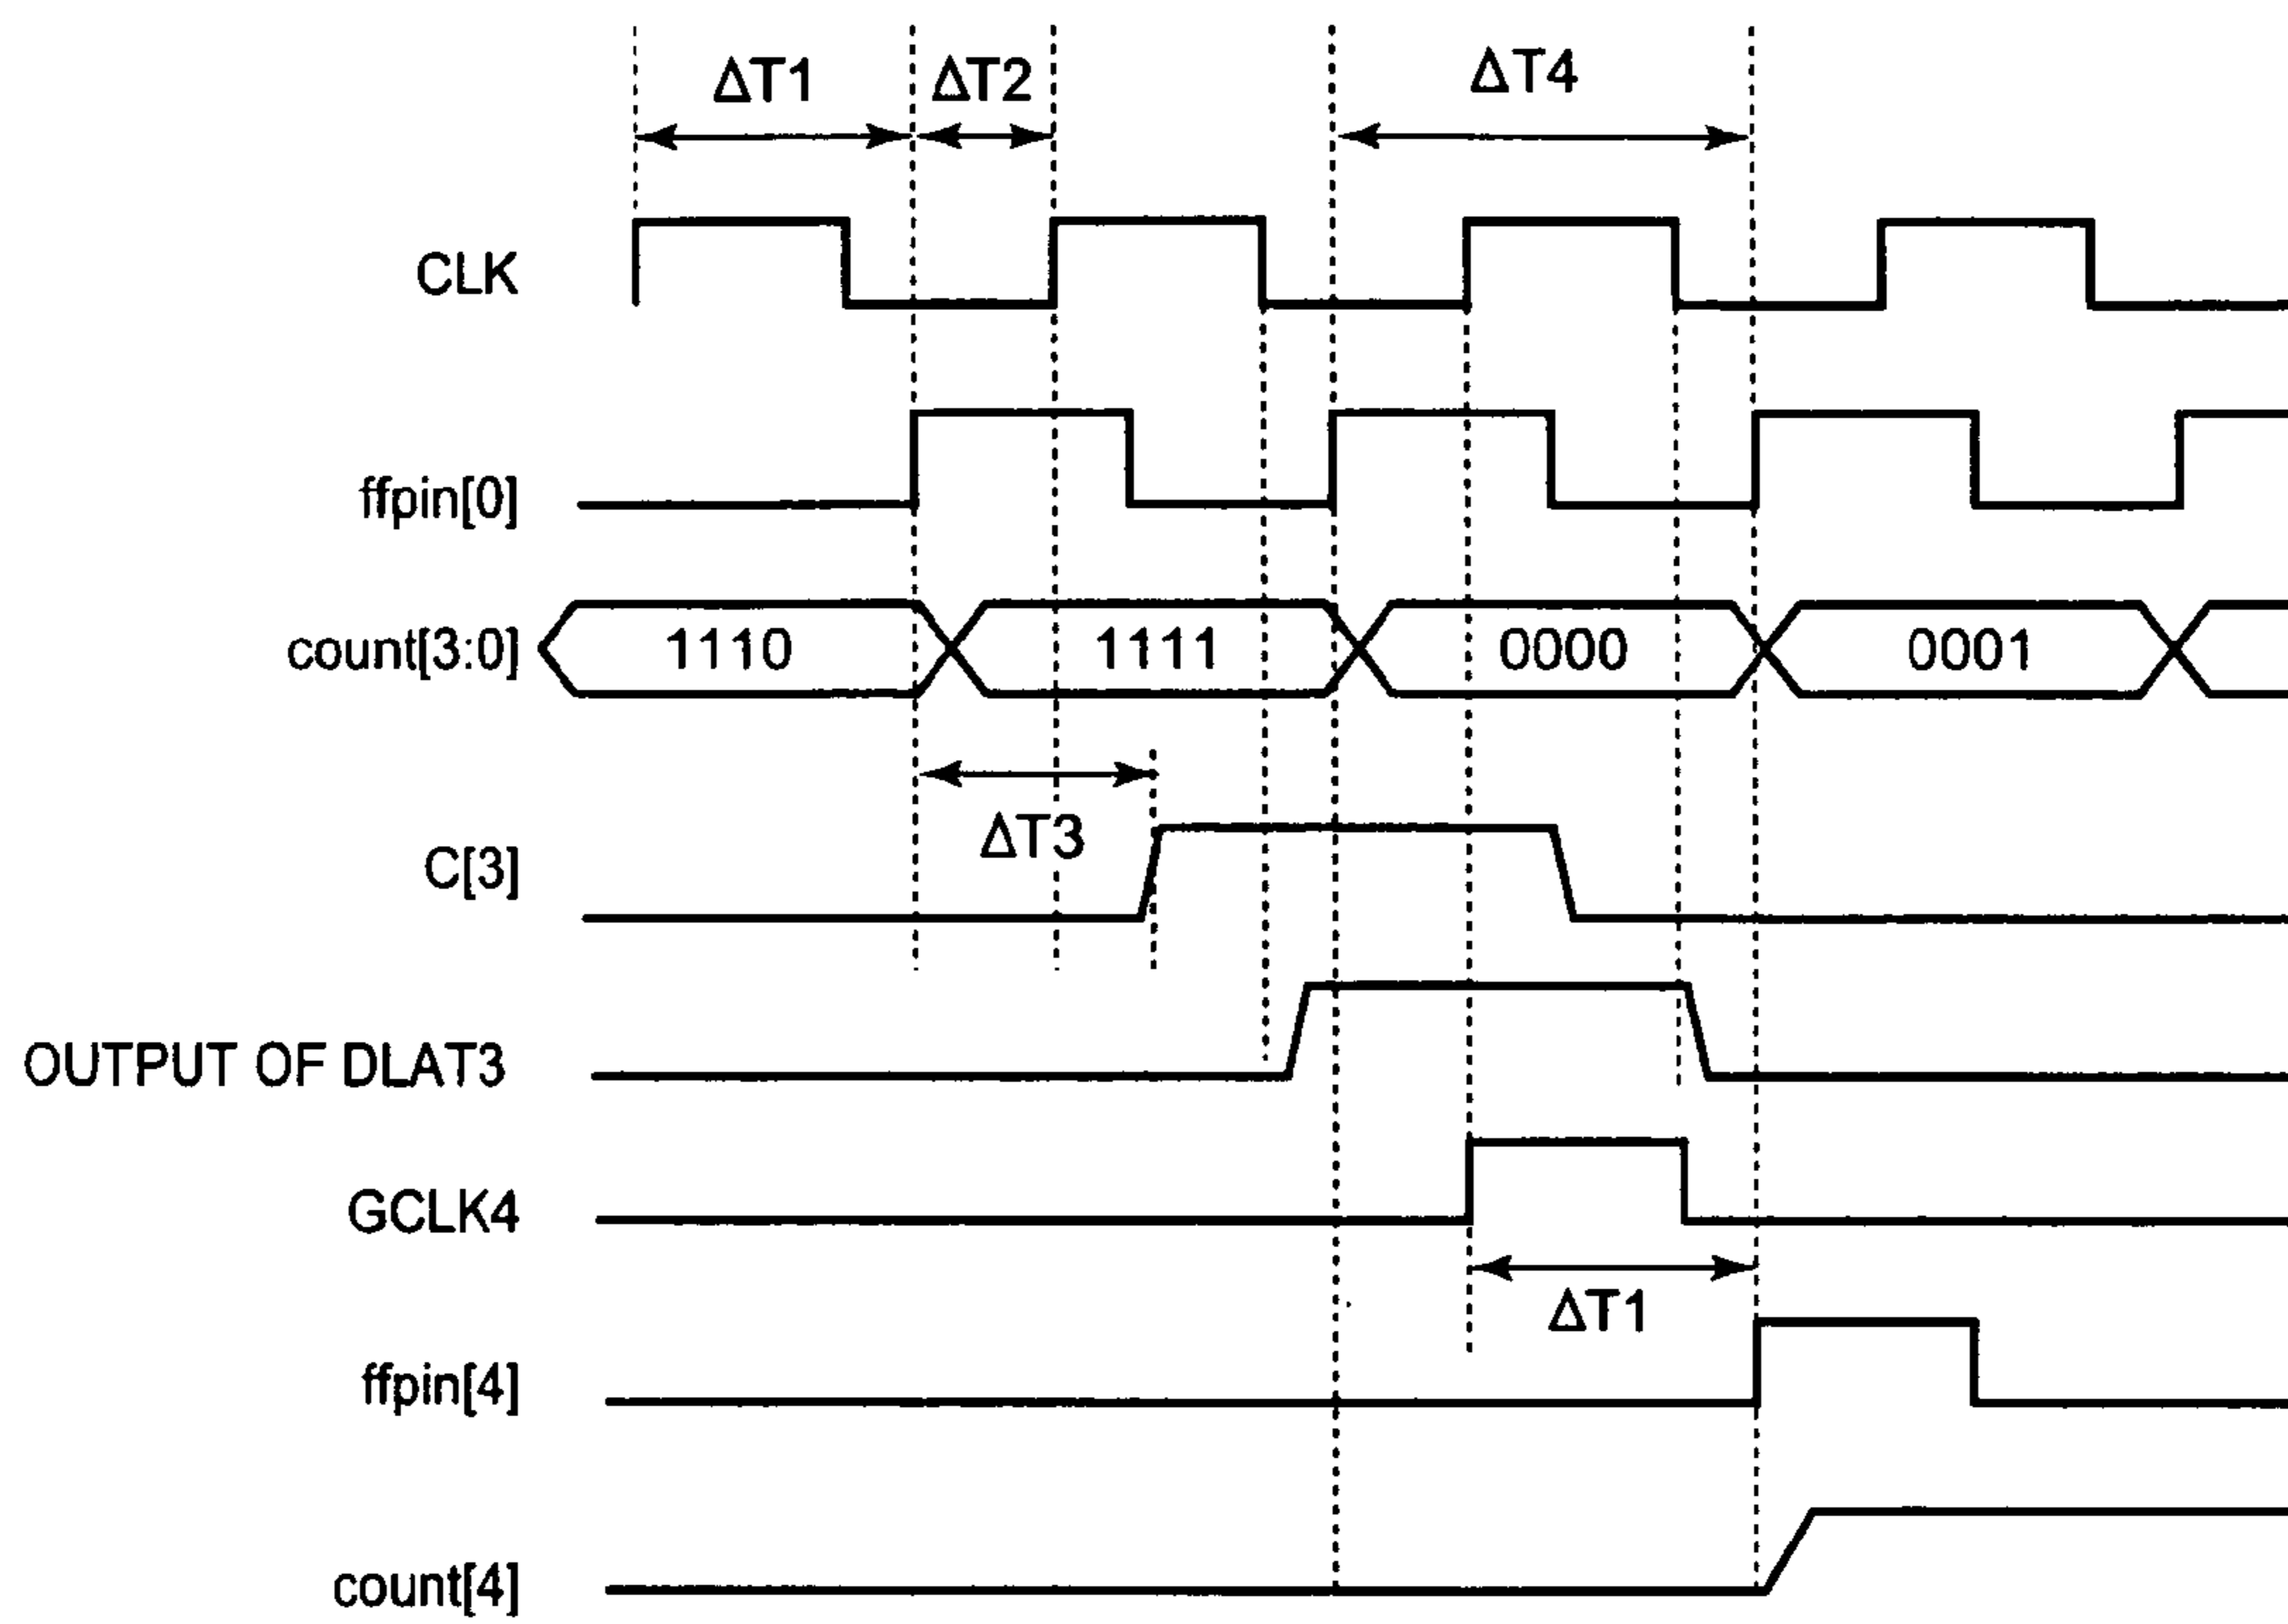 ΔT1 ΔT2 ΔT4
CLK
ffpin[0]
count[3:0] 1110 1111 0000 0001
ΔT3
C[3]
OUTPUT OF DLAT3
GCLK4
ΔT1
ffpin[4]
count[4]